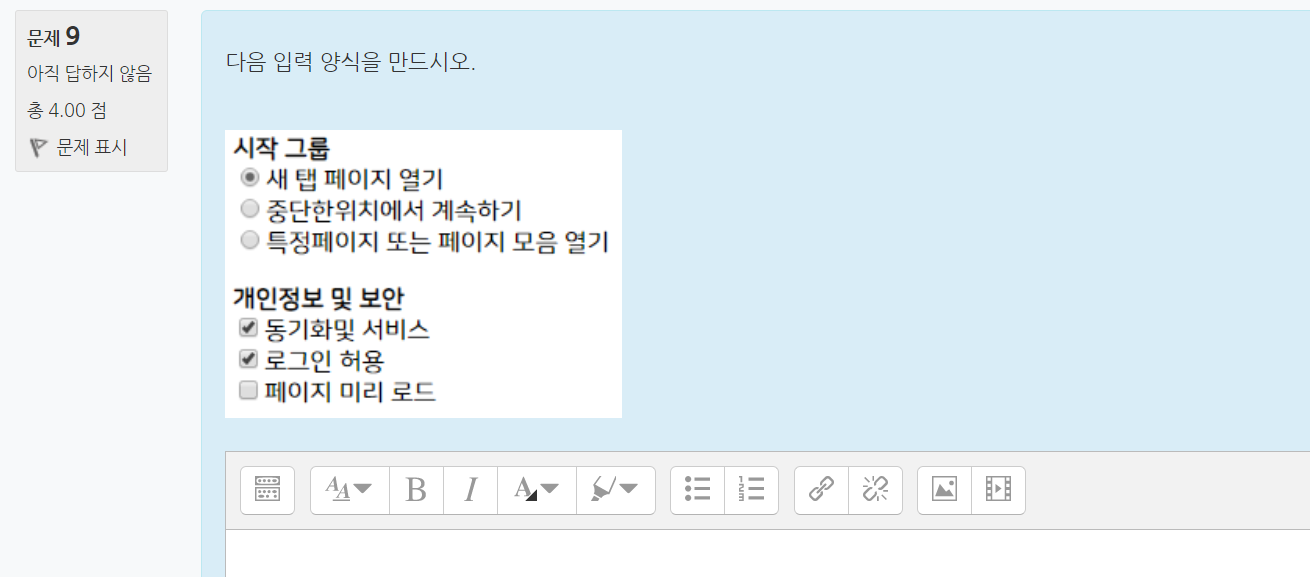 문제 9
아직 답하지 않음
총 4.00 점
문제 표시
다음 입력 양식을 만드시오.
시작 그룹
새 탭 페이지 열기
중단한위치에서 계속하기
특정페이지 또는 페이지 모음 열기
개인정보 및 보안
동기화및 서비스
로그인 허용
페이지 미리 로드